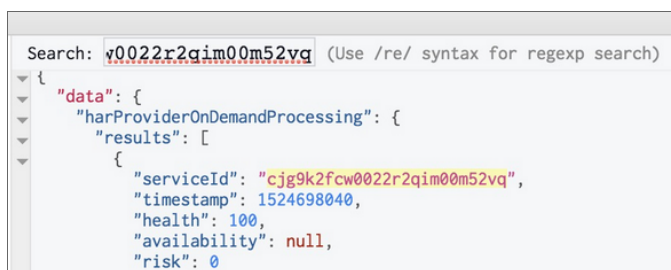 Search: w0022r2qim00m52vq (Use /re/ syntax for regexp search)
{
"data": {
"harProviderOnDemandProcessing": {
"results": [
{
"serviceId": "cjg9k2fcw0022r2qim00m52vq",
"timestamp": 1524698040,
"health": 100,
"availability": null,
"risk": 0